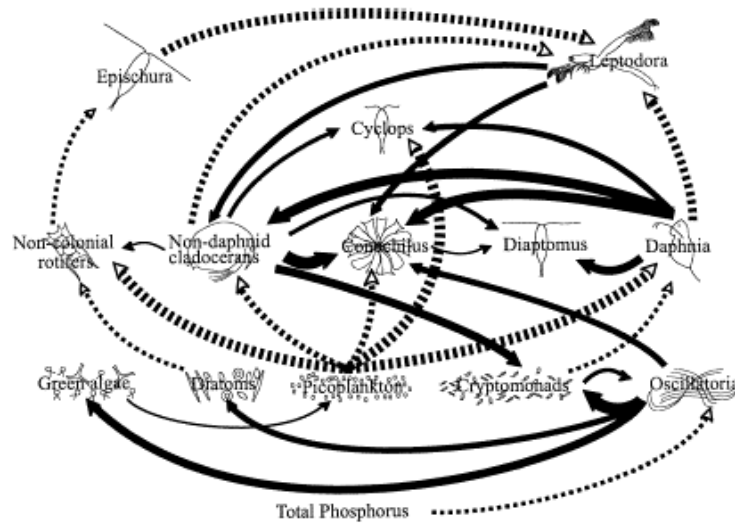 Epischura
Leptodora
Cyclops
Non-colonial
rotifers
Non-daphnid
cladocerans
Conochilus
Diaptomus
Daphnia
Green algae
Diatoms
Picoplankton
Cryptomonads
Oscillatoria
Total Phosphorus